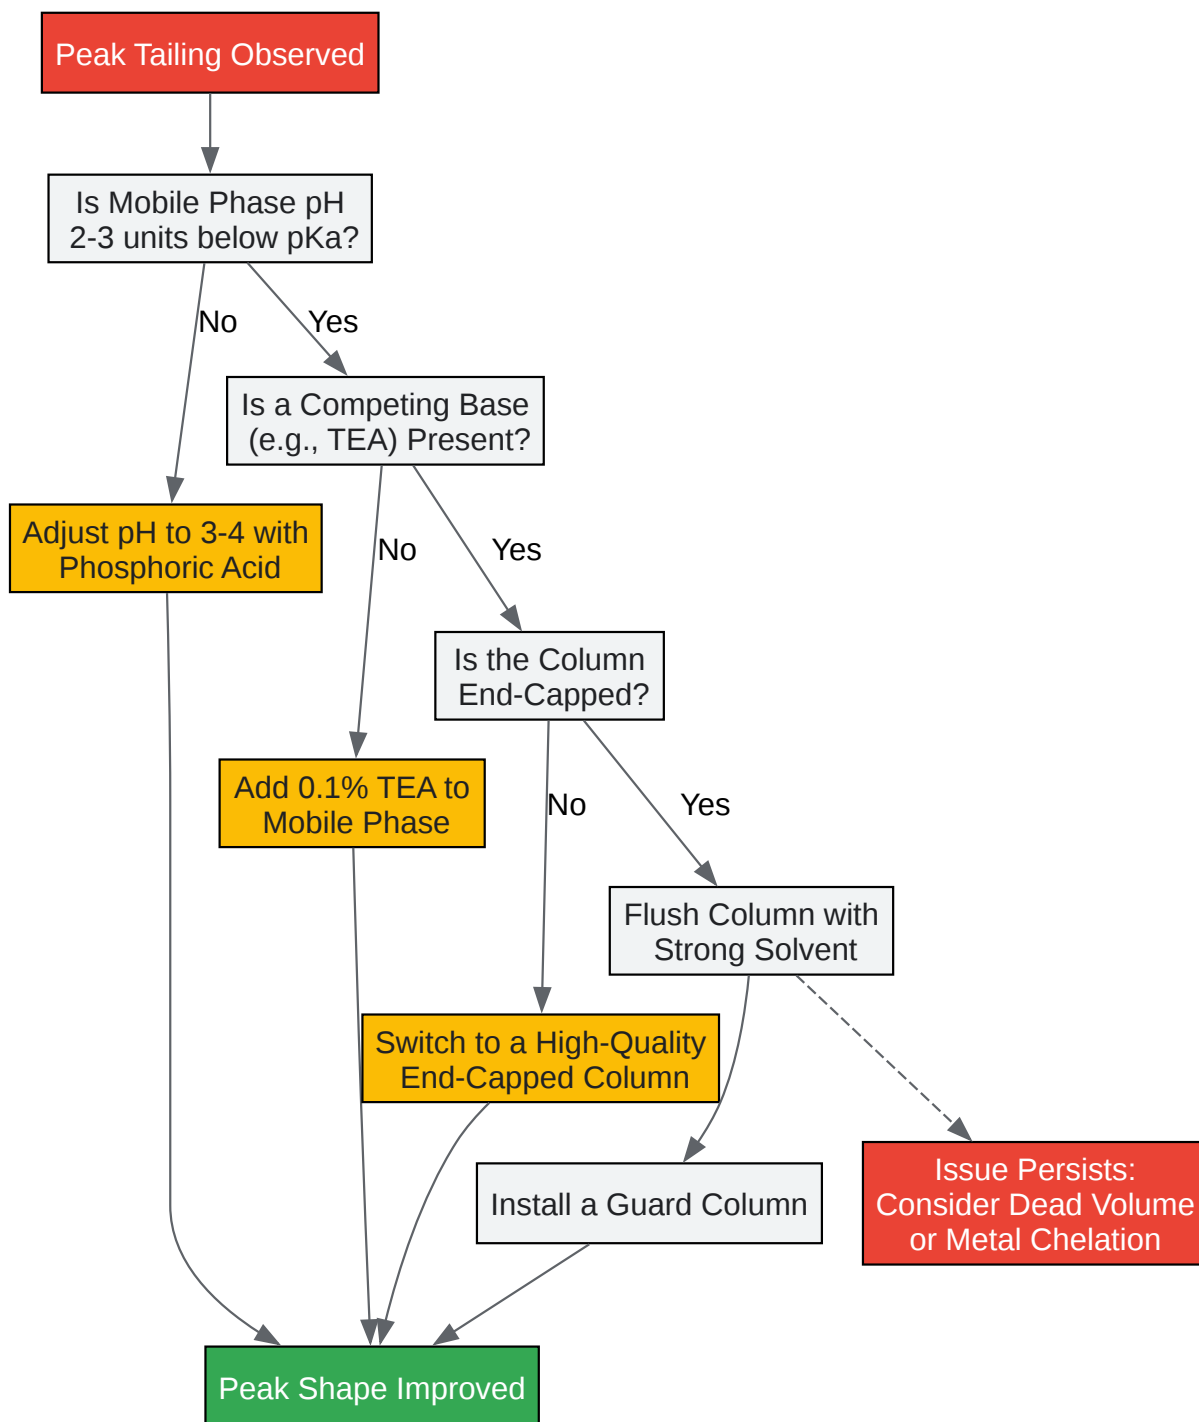 Peak Tailing Observed
Is Mobile Phase pH
2-3 units below pKa?
No
Yes
Is a Competing Base
(e.g., TEA) Present?
Adjust pH to 3-4 with
Phosphoric Acid
No
Yes
Is the Column
End-Capped?
Add 0.1% TEA to
Mobile Phase
No
Yes
Flush Column with
Strong Solvent
Switch to a High-Quality
End-Capped Column
Install a Guard Column
Issue Persists:
Consider Dead Volume
or Metal Chelation
Peak Shape Improved